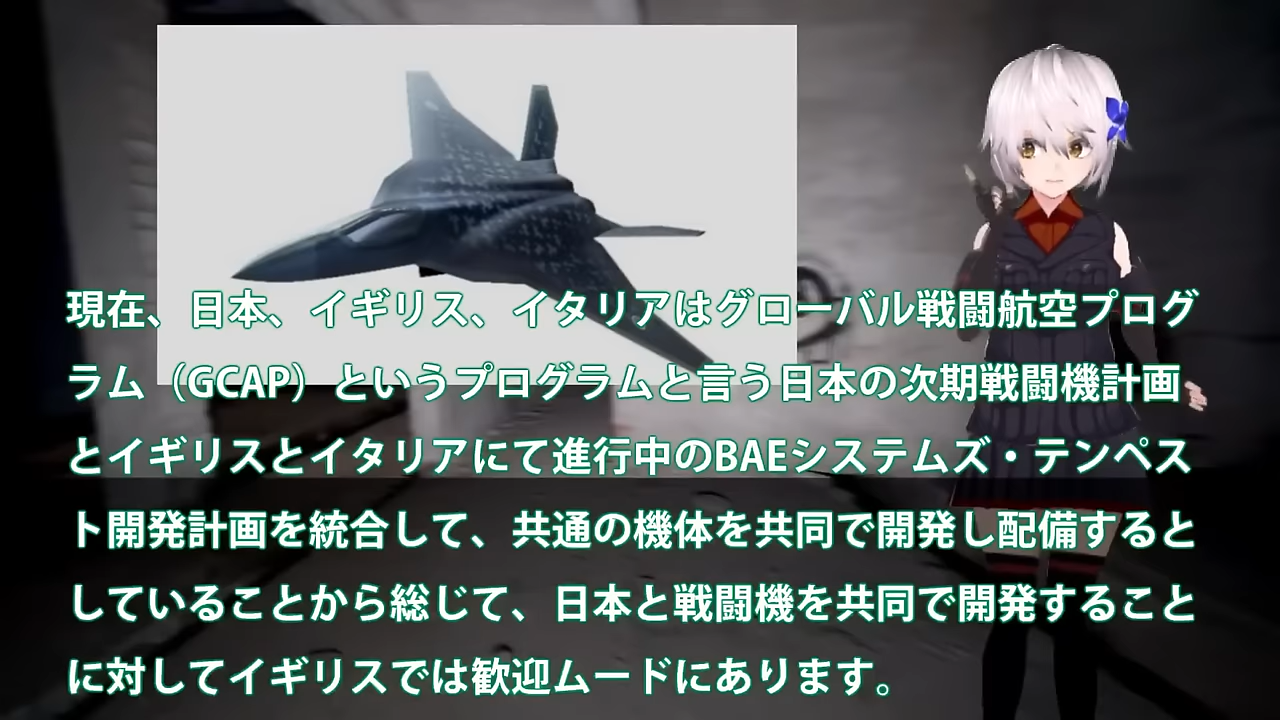 現在、日本、イギリス、イタリアはグローバル戦闘航空プログ
ラム（GCAP）というプログラムと言う日本の次期戦闘機計画
とイギリスとイタリアにて進行中のBAEシステムズ・テンペス
ト開発計画を統合して、共通の機体を共同で開発し配備すると
していることから総じて、日本と戦闘機を共同で開発すること
に対してイギリスでは歓迎ムードにあります。